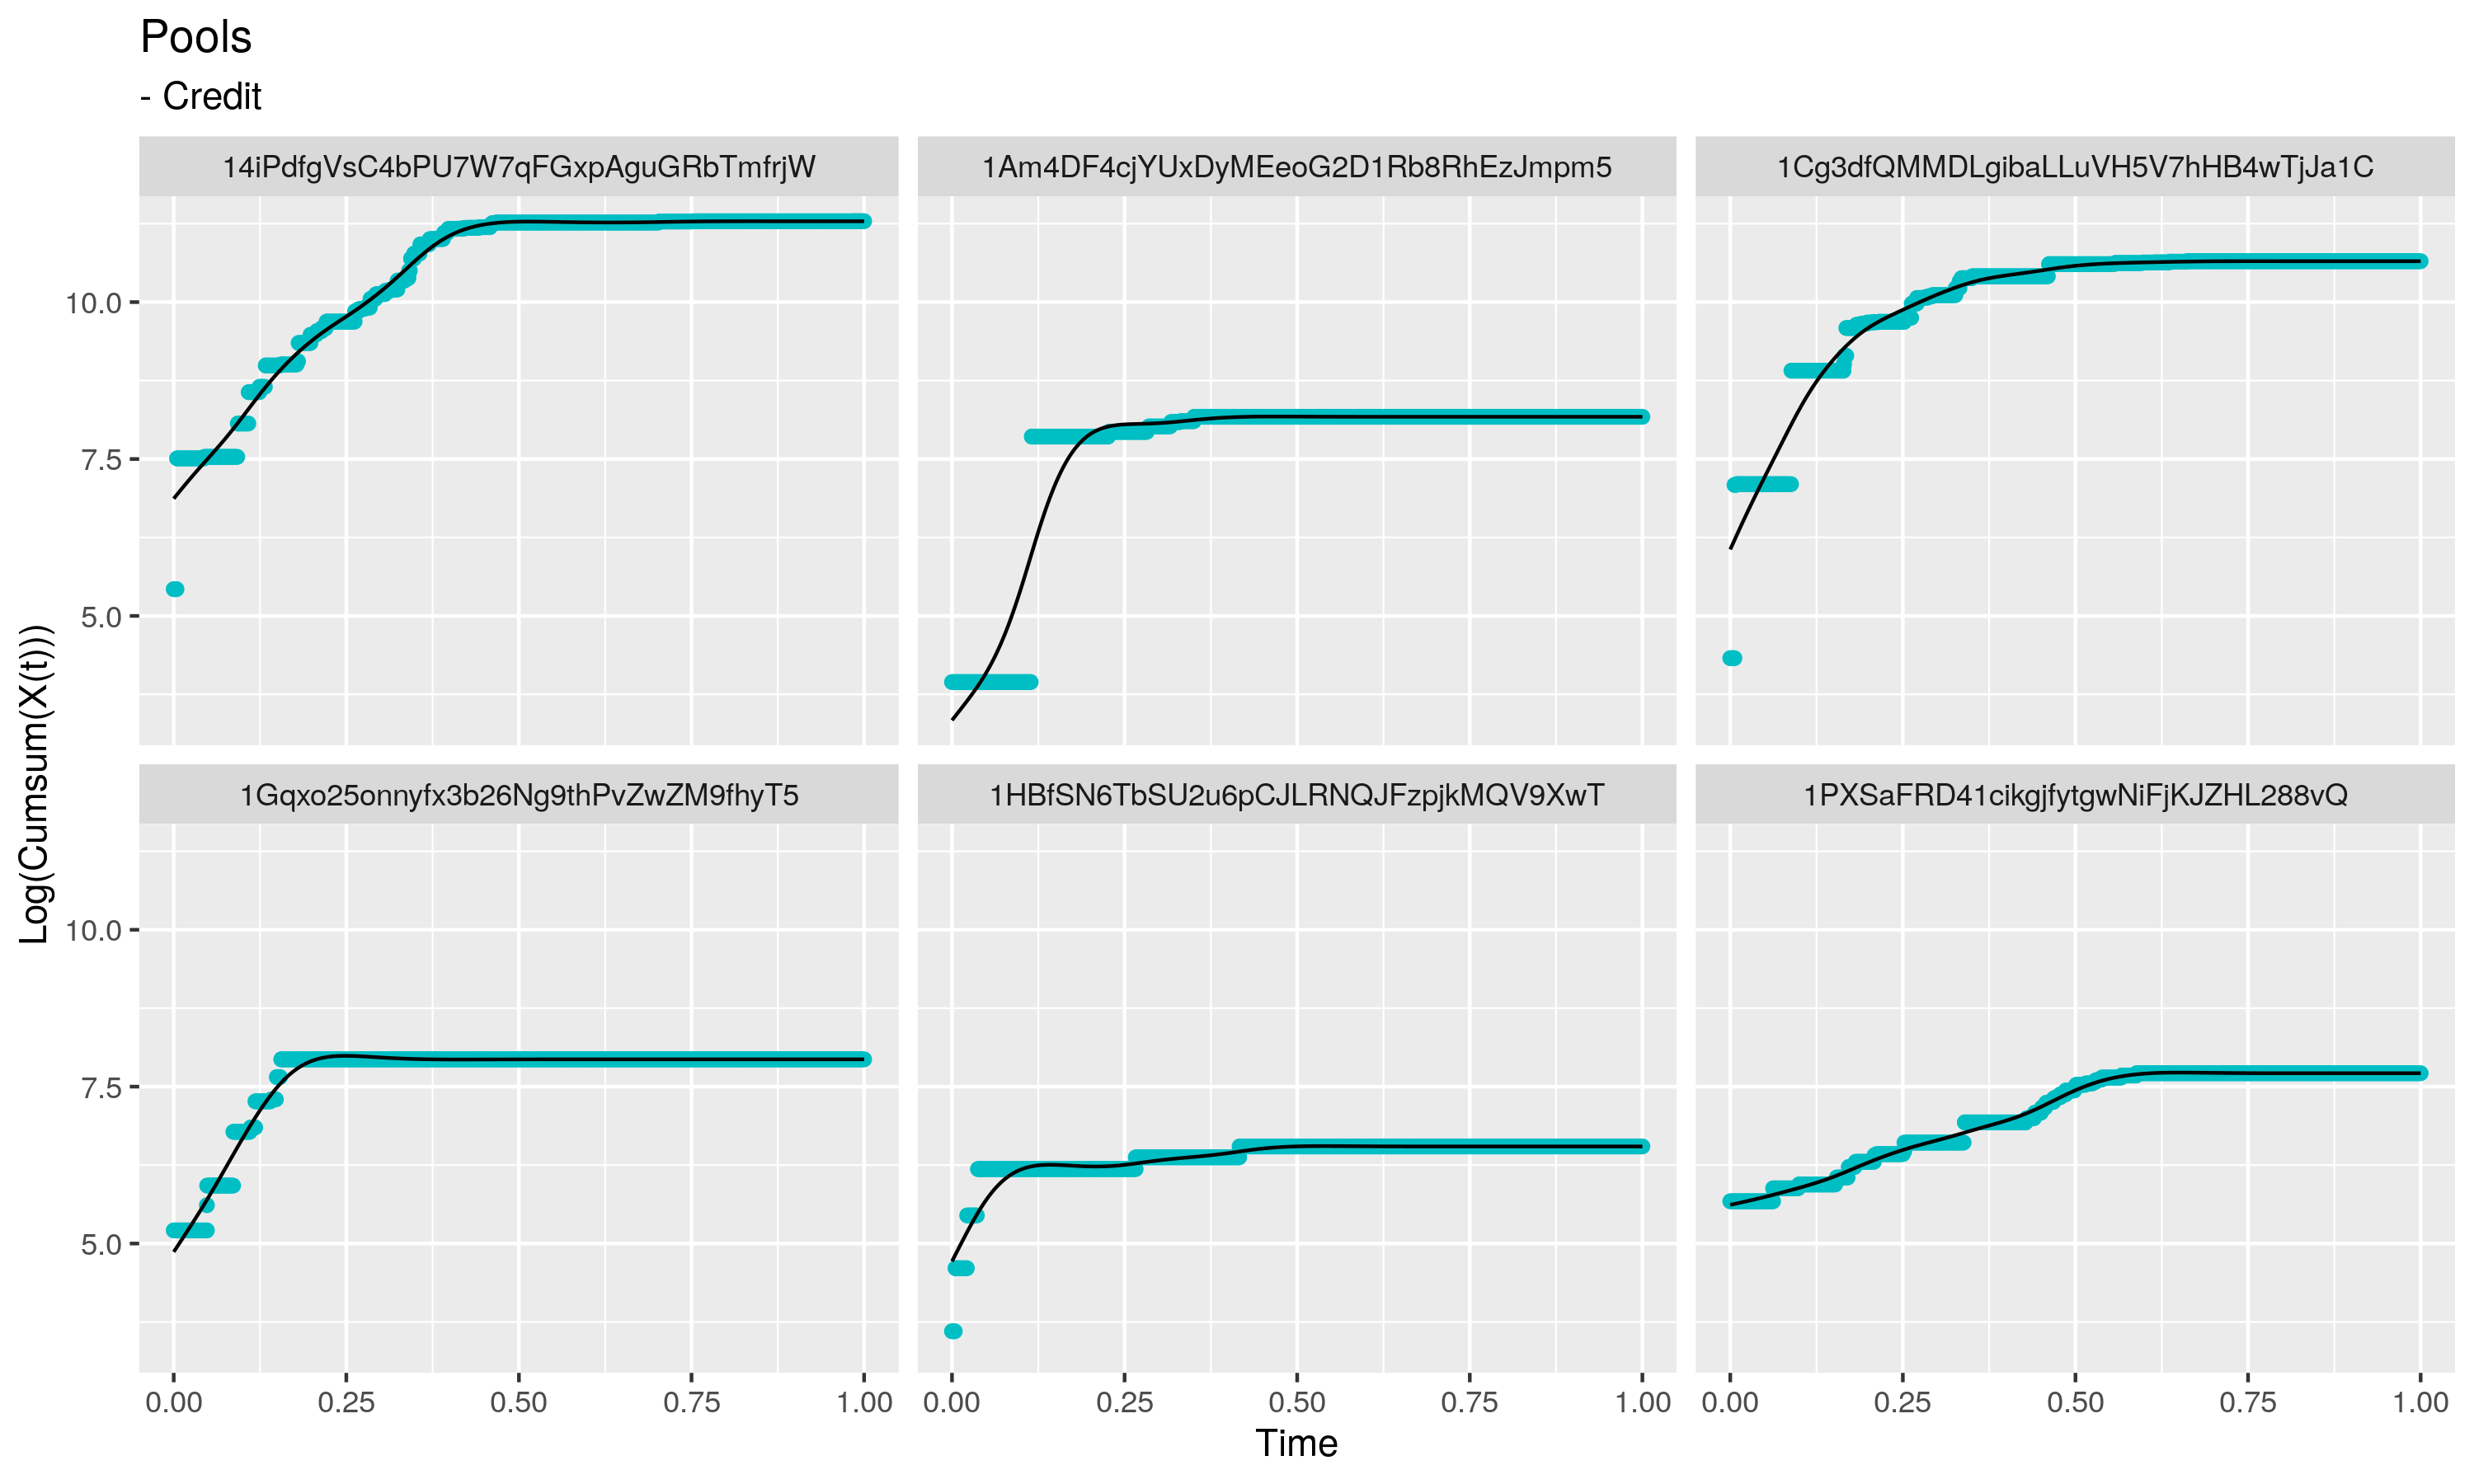 Pools
- Credit
14iPdfgVsC4bPU7W7qFGxpAguGRbTmfrjW
1Am4DF4cjYUxDyMEeoG2D1Rb8RhEzJmpm5
1Cg3dfQMMDLgibaLLuVH5V7hHB4wTjJa1C
10.0
7.5
5.0
Log(Cumsum(X(t)))
1Gqxo25onnyfx3b26Ng9thPvZwZM9fhyT5
1HBfSN6TbSU2u6pCJLRNQJFzpjkMQV9XwT
1PXSaFRD41cikgjfytgwNiFjKJZHL288vQ
10.0
7.5
5.0
0.00 0.25 0.50 0.75 1.00
0.00 0.25 0.50 0.75 1.00
0.00 0.25 0.50 0.75 1.00
Time